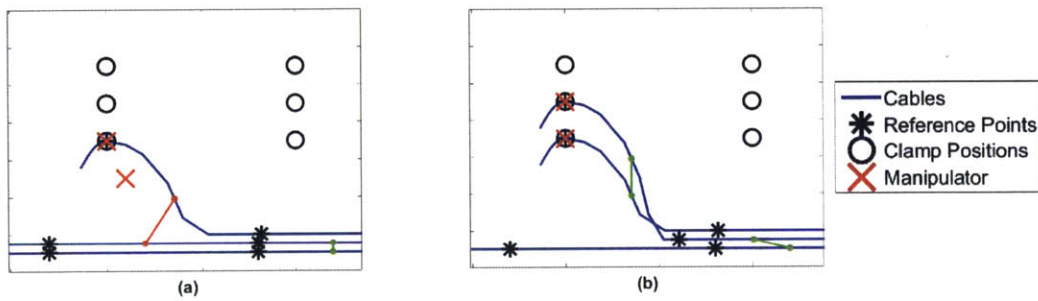 Cables
Reference Points
Clamp Positions
Manipulator
(a)
(b)